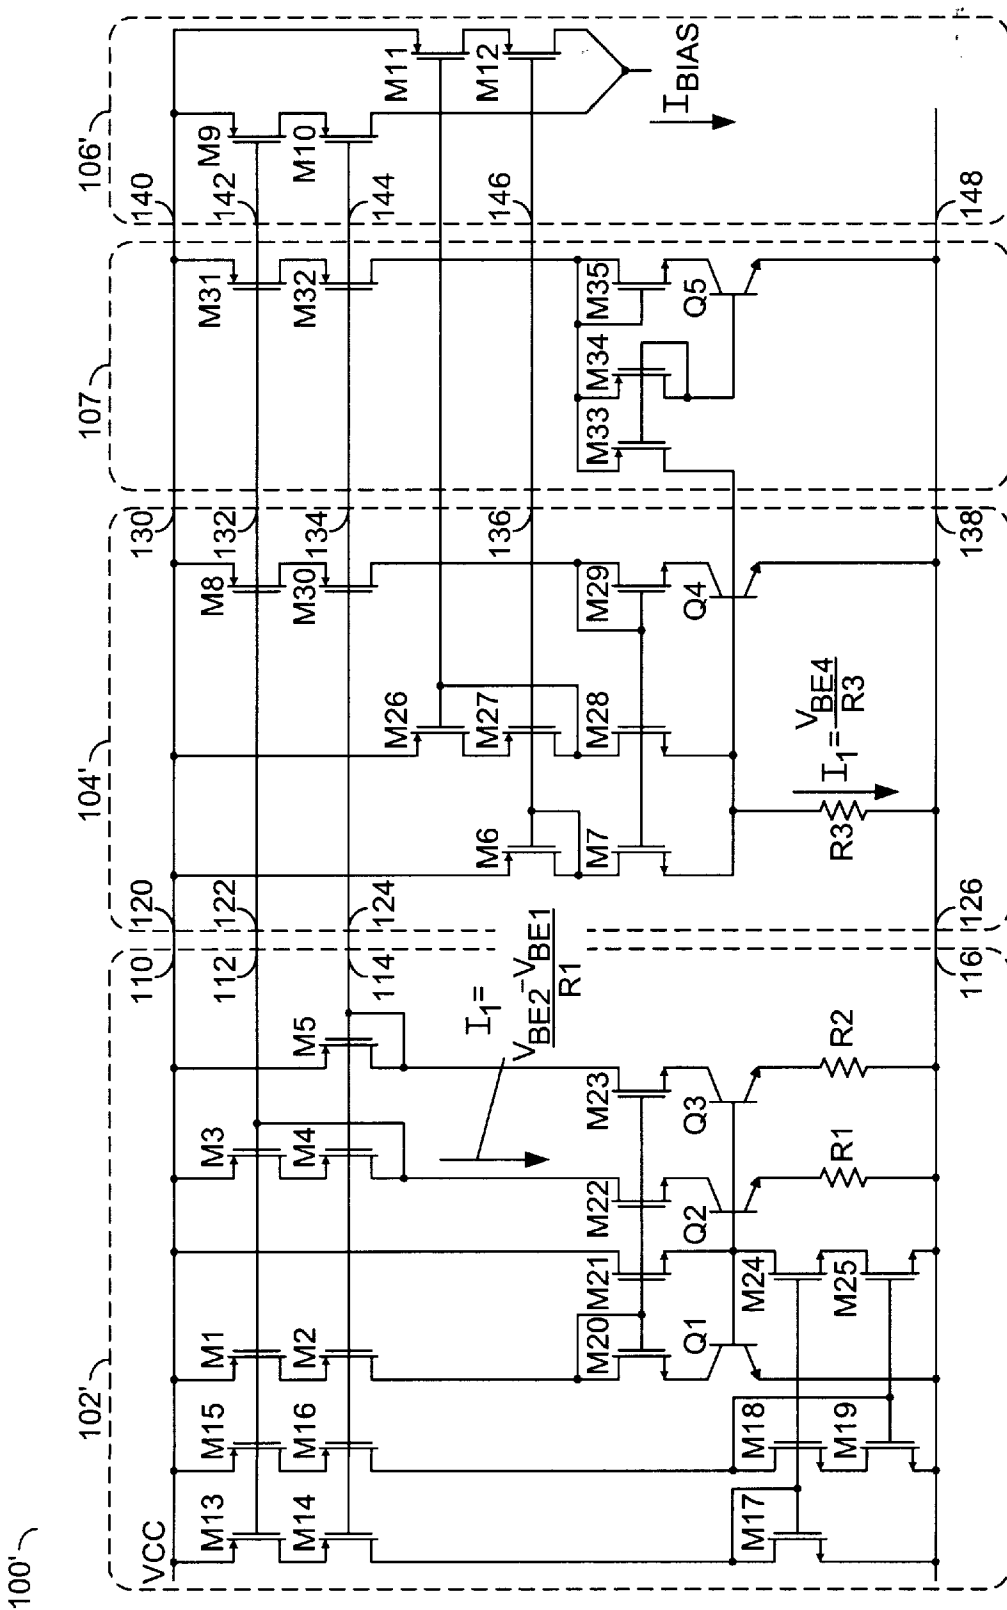 100'
102'
104'
107
106'
VCC
110
120
130
140
112
122
132
142
114
124
134
144
136
146
116
126
138
148
M13
M15
M1
M3
M8
M31
M9
M14
M16
M2
M4
M5
M30
M32
M10
M26
M11
M6
M27
M12
I1= VBE2-VBE1 / R1
M20
M21
M22
M23
M7
M28
M29
M33
M34
M35
Q1
Q2
Q3
Q4
Q5
M17
M18
M24
M19
M25
R1
R2
R3
I1= VBE4 / R3
IBIAS